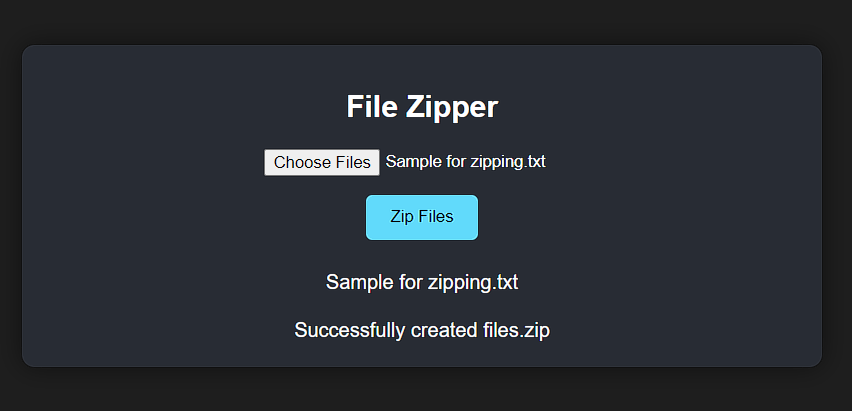 File Zipper
Choose Files Sample for zipping.txt
Zip Files
Sample for zipping.txt
Successfully created files.zip